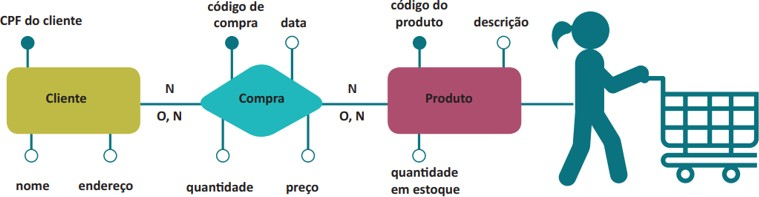 CPF do cliente
código de
compra
data
código do
produto
descrição
Cliente
N
O, N
Compra
N
O, N
Produto
nome
endereço
quantidade
preço
quantidade
em estoque